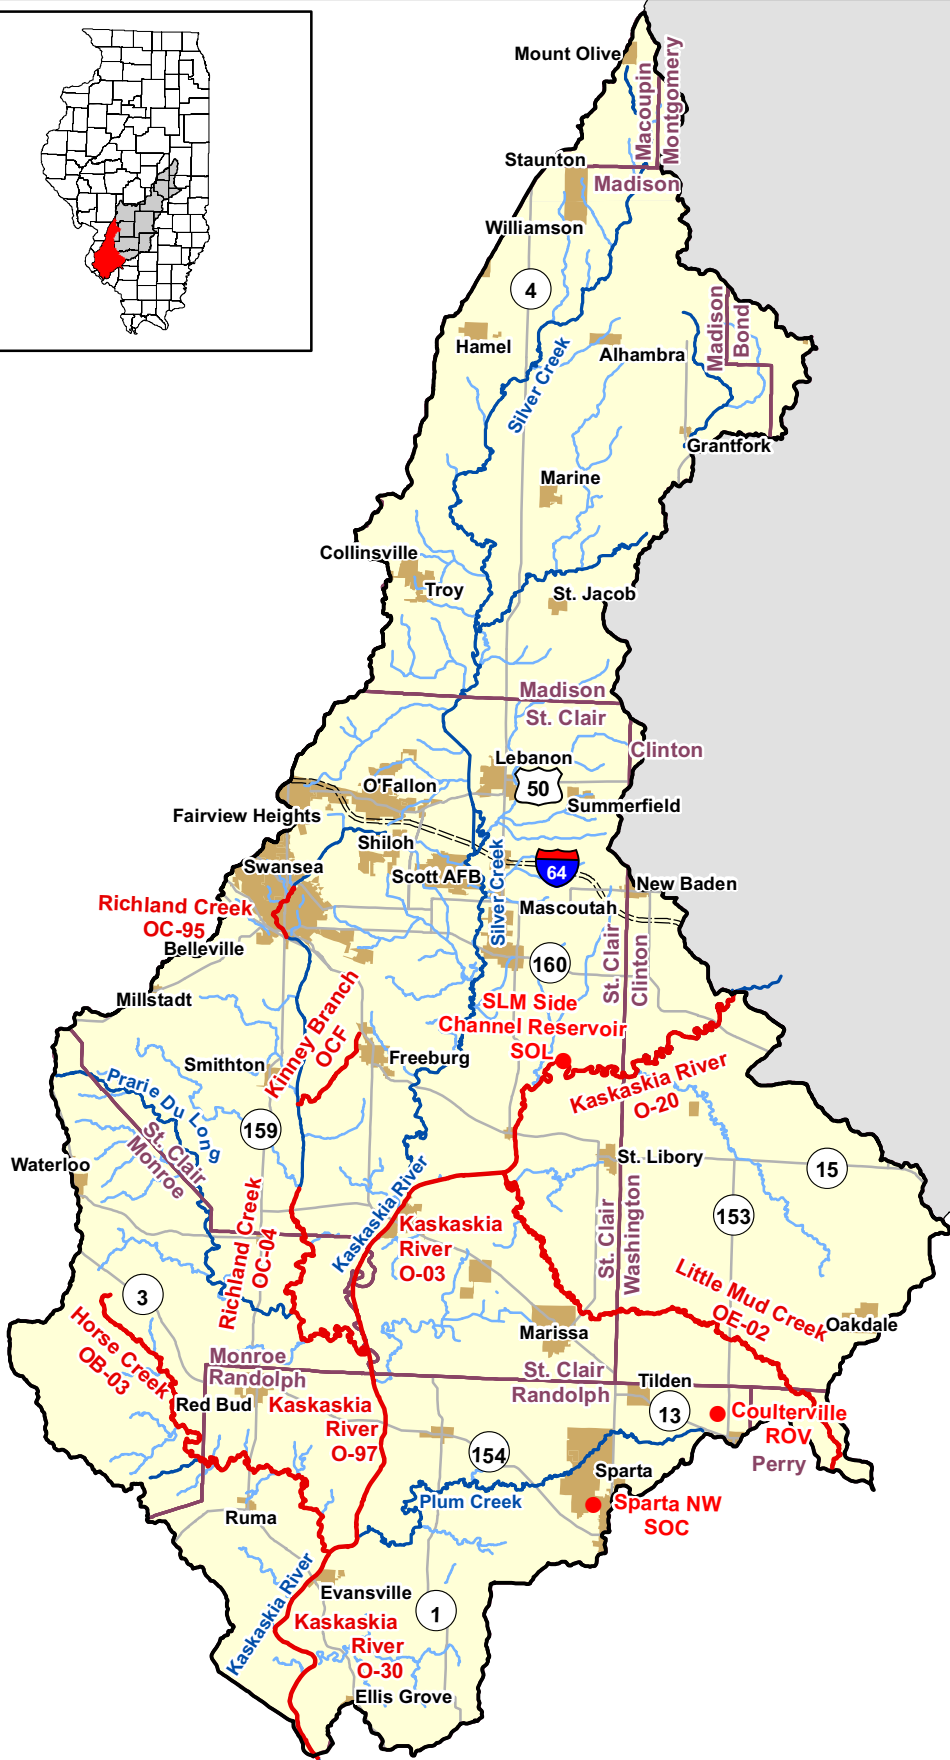 Mount Olive
Macoupin
Montgomery
Staunton
Madison
Williamson
4
Madison
Bond
Hamel
Alhambra
Silver Creek
Grantfork
Marine
Collinsville
Troy
St. Jacob
Madison
St. Clair
Clinton
Lebanon
O'Fallon
50
Summerfield
Fairview Heights
Shiloh
Swansea
Scott AFB
64
Silver Creek
New Baden
Richland Creek
OC-95
Mascoutah
Belleville
St. Clair
Clinton
160
Millstadt
SLM Side
Channel Reservoir
SOL
Kinney Branch
OCF
Freeburg
Smithton
Kaskaskia River
O-20
Prarie Du Long
159
St. Clair
Monroe
Waterloo
St. Libory
15
Kaskaskia River
Richland Creek
OC-04
Kaskaskia
River
O-03
St. Clair
Washington
153
3
Little Mud Creek
OE-02
Oakdale
Horse Creek
OB-03
Marissa
Monroe
Randolph
St. Clair
Randolph
Tilden
Red Bud
Kaskaskia
River
O-97
13
Coulterville
ROV
154
Perry
Sparta
Plum Creek
Sparta NW
SOC
Ruma
Kaskaskia River
Evansville
1
Kaskaskia
River
O-30
Ellis Grove